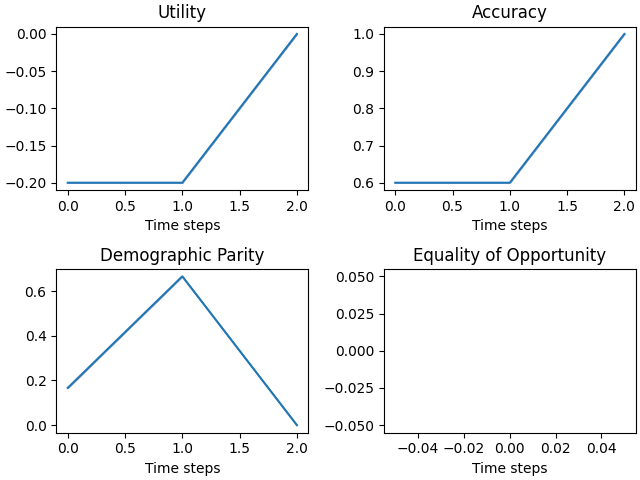 Utility
0.00
−0.05
−0.10
−0.15
−0.20
0.0 0.5 1.0 1.5 2.0
Time steps
Accuracy
1.0
0.9
0.8
0.7
0.6
0.0 0.5 1.0 1.5 2.0
Time steps
Demographic Parity
0.6
0.4
0.2
0.0
0.0 0.5 1.0 1.5 2.0
Time steps
Equality of Opportunity
0.050
0.025
0.000
−0.025
−0.050
−0.04 −0.02 0.00 0.02 0.04
Time steps